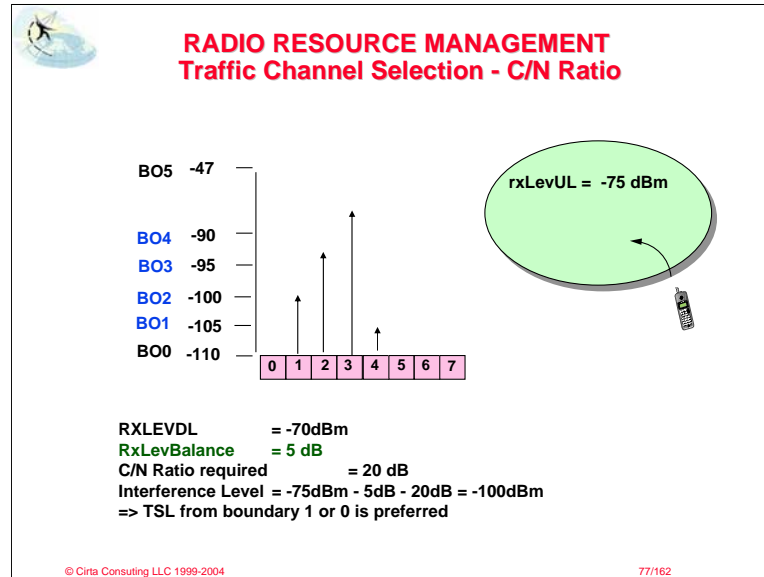 RADIO RESOURCE MANAGEMENT
Traffic Channel Selection - C/N Ratio
BO5 -47
BO4 -90
BO3 -95
BO2 -100
BO1 -105
BO0 -110
0 1 2 3 4 5 6 7
rxLevUL = -75 dBm
RXLEVDL = -70dBm
RxLevBalance = 5 dB
C/N Ratio required = 20 dB
Interference Level = -75dBm - 5dB - 20dB = -100dBm
=> TSL from boundary 1 or 0 is preferred
© Cirta Consuting LLC 1999-2004
77/162